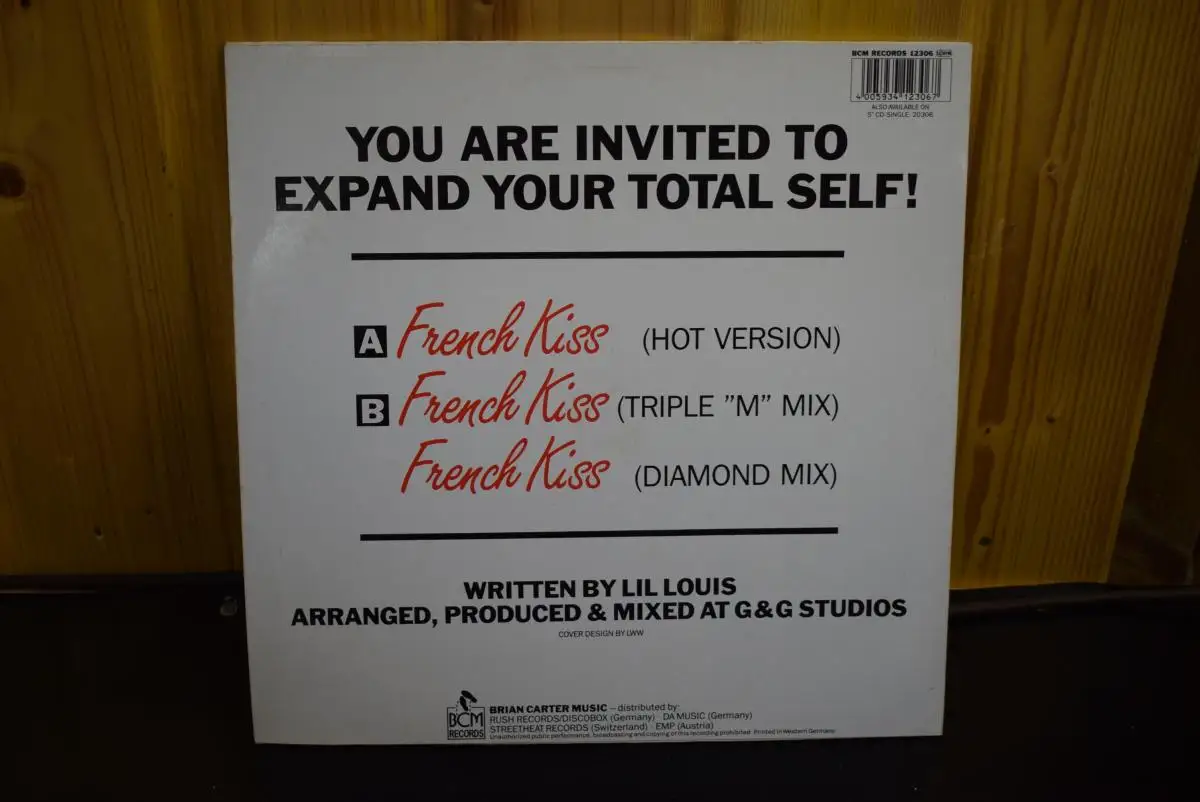 BCM RECORDS 12306
4 005934 123067
ALSO AVAILABLE ON
5" CD-SINGLE: 20306
YOU ARE INVITED TO
EXPAND YOUR TOTAL SELF!
A French Kiss (HOT VERSION)
B French Kiss (TRIPLE ”M” MIX)
French Kiss (DIAMOND MIX)
WRITTEN BY LIL LOUIS
ARRANGED, PRODUCED & MIXED AT G&G STUDIOS
COVER DESIGN BY LWW
BCM
RECORDS
BRIAN CARTER MUSIC – distributed by:
RUSH RECORDS/DISCOBOX (Germany) · DA MUSIC (Germany)
STREETHEAT RECORDS (Switzerland) · EMP (Austria)
Unauthorized public performance, broadcasting and copying of this recording prohibited. Printed in Western Germany